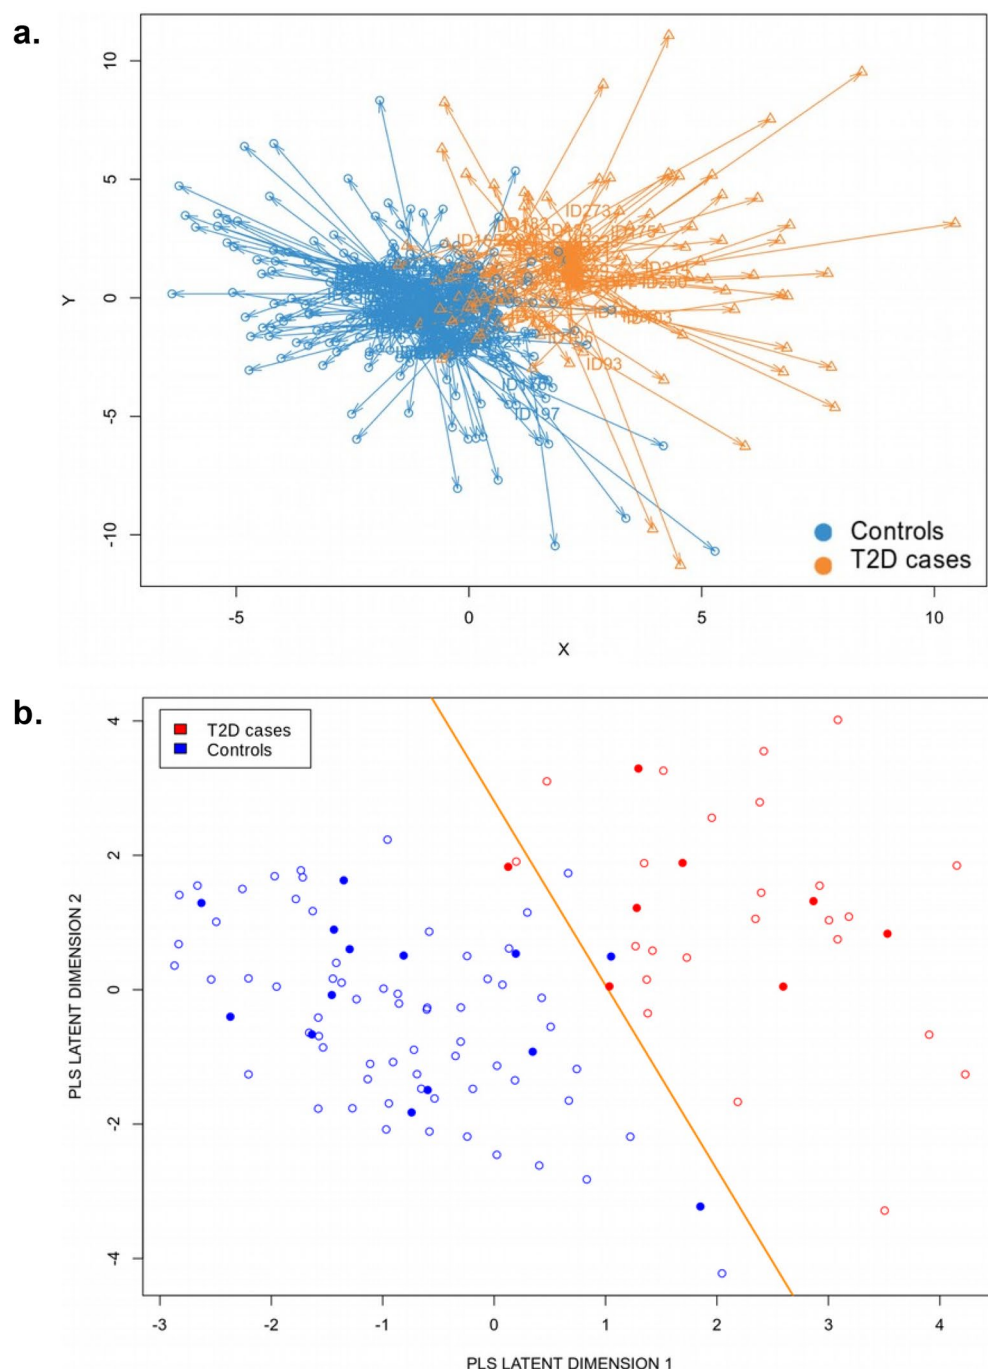 a.
10
5
0
-5
-10
Y
ID273
ID93
ID197
Controls
T2D cases
-5
0
5
10
X
b.
T2D cases
Controls
4
2
0
-2
-4
PLS LATENT DIMENSION 2
-3
-2
-1
0
1
2
3
4
PLS LATENT DIMENSION 1